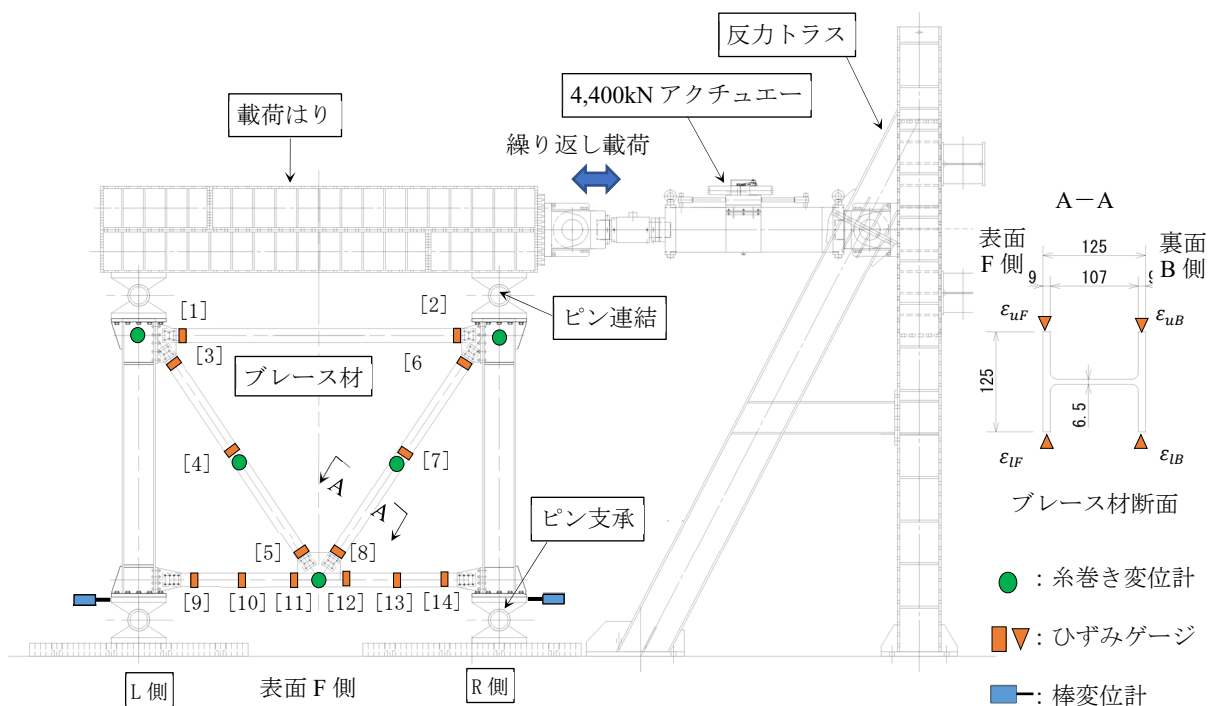 反力トラス
4,400kN アクチュエー
載荷はり
繰り返し載荷
A－A
表面
F 側
125
裏面
B 側
9
107
9
[1]
[2]
ピン連結
εuF
εuB
[3]
[6]
ブレース材
125
6.5
[4]
[7]
εlF
εlB
A
A
ブレース材断面
ピン支承
[5]
[8]
：糸巻き変位計
[9]
[10]
[11]
[12]
[13]
[14]
：ひずみゲージ
L 側
表面 F 側
R 側
：棒変位計